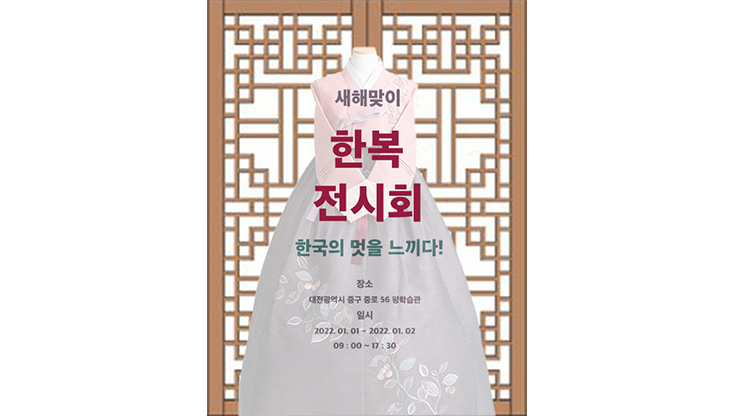 새해맞이
한복
전시회
한국의 멋을 느끼다!
장소
대전광역시 중구 중로 56 평학습관
일시
2022. 01. 01 ~ 2022. 01. 02
09 : 00 ~ 17 : 30